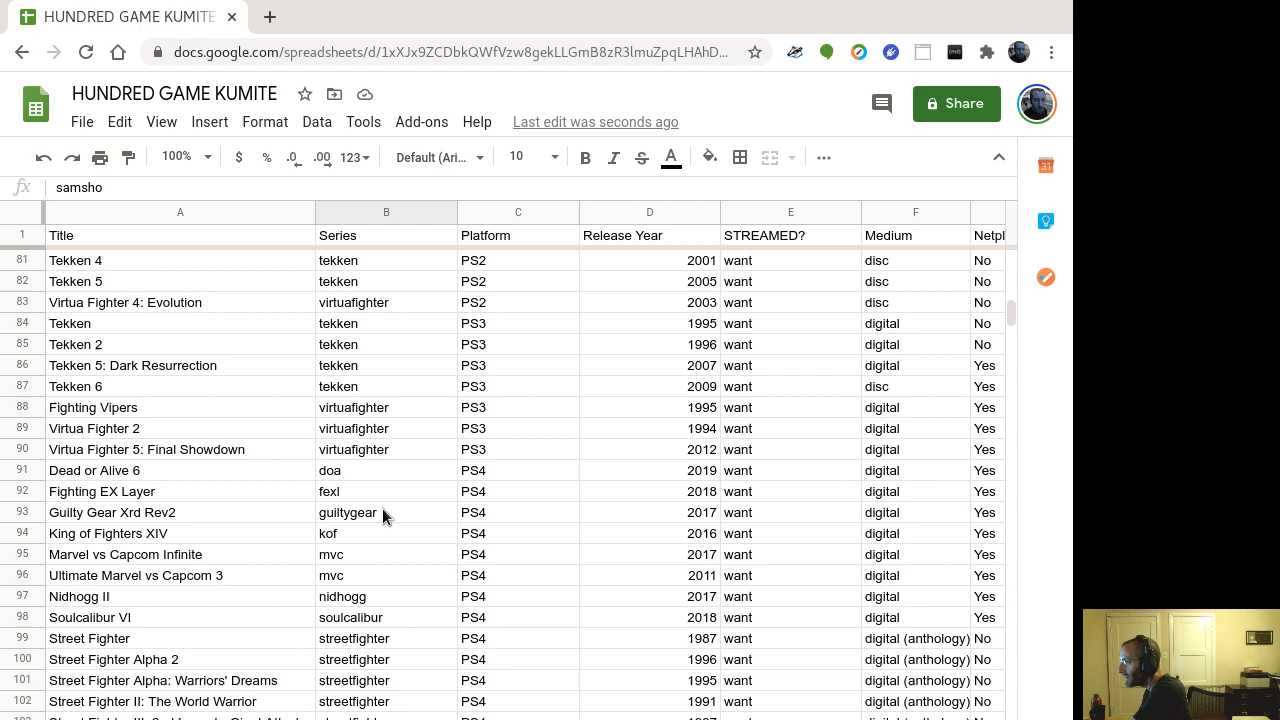 HUNDRED GAME KUMITE
docs.google.com/spreadsheets/d/1xXJx9ZCDbkQWfVzw8gekLLGmB8zR3lmuZpqLHAhD...
HUNDRED GAME KUMITE
Share
File Edit View Insert Format Data Tools Add-ons Help Last edit was seconds ago
100% $ % .0 .00 123 Default (Ari... 10 B I S A
31
fx samsho
A B C D E F
1 Title Series Platform Release Year STREAMED? Medium Netpl
81 Tekken 4 tekken PS2 2001 want disc No
82 Tekken 5 tekken PS2 2005 want disc No
83 Virtua Fighter 4: Evolution virtuafighter PS2 2003 want disc No
84 Tekken tekken PS3 1995 want digital No
85 Tekken 2 tekken PS3 1996 want digital No
86 Tekken 5: Dark Resurrection tekken PS3 2007 want digital Yes
87 Tekken 6 tekken PS3 2009 want disc Yes
88 Fighting Vipers virtuafighter PS3 1995 want digital Yes
89 Virtua Fighter 2 virtuafighter PS3 1994 want digital Yes
90 Virtua Fighter 5: Final Showdown virtuafighter PS3 2012 want digital Yes
91 Dead or Alive 6 doa PS4 2019 want digital Yes
92 Fighting EX Layer fexl PS4 2018 want digital Yes
93 Guilty Gear Xrd Rev2 guiltygear PS4 2017 want digital Yes
94 King of Fighters XIV kof PS4 2016 want digital Yes
95 Marvel vs Capcom Infinite mvc PS4 2017 want digital Yes
96 Ultimate Marvel vs Capcom 3 mvc PS4 2011 want digital Yes
97 Nidhogg II nidhogg PS4 2017 want digital Yes
98 Soulcalibur VI soulcalibur PS4 2018 want digital Yes
99 Street Fighter streetfighter PS4 1987 want digital (anthology) No
100 Street Fighter Alpha 2 streetfighter PS4 1996 want digital (anthology) No
101 Street Fighter Alpha: Warriors' Dreams streetfighter PS4 1995 want digital (anthology) No
102 Street Fighter II: The World Warrior streetfighter PS4 1991 want digital (anthology) No